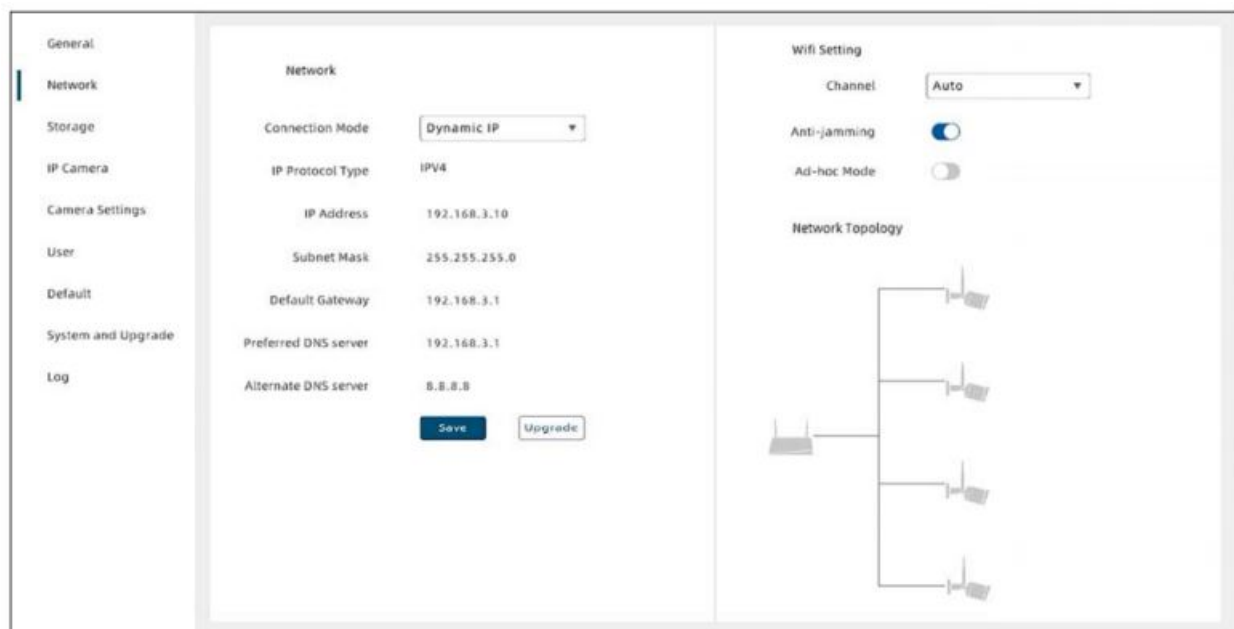 General
Network
Storage
IP Camera
Camera Settings
User
Default
System and Upgrade
Log
Network
Connection Mode Dynamic IP
IP Protocol Type IPV4
IP Address 192.168.3.10
Subnet Mask 255.255.255.0
Default Gateway 192.168.3.1
Preferred DNS server 192.168.3.1
Alternate DNS server 8.8.8.8
Save Upgrade
Wifi Setting
Channel Auto
Anti-jamming
Ad-hoc Mode
Network Topology